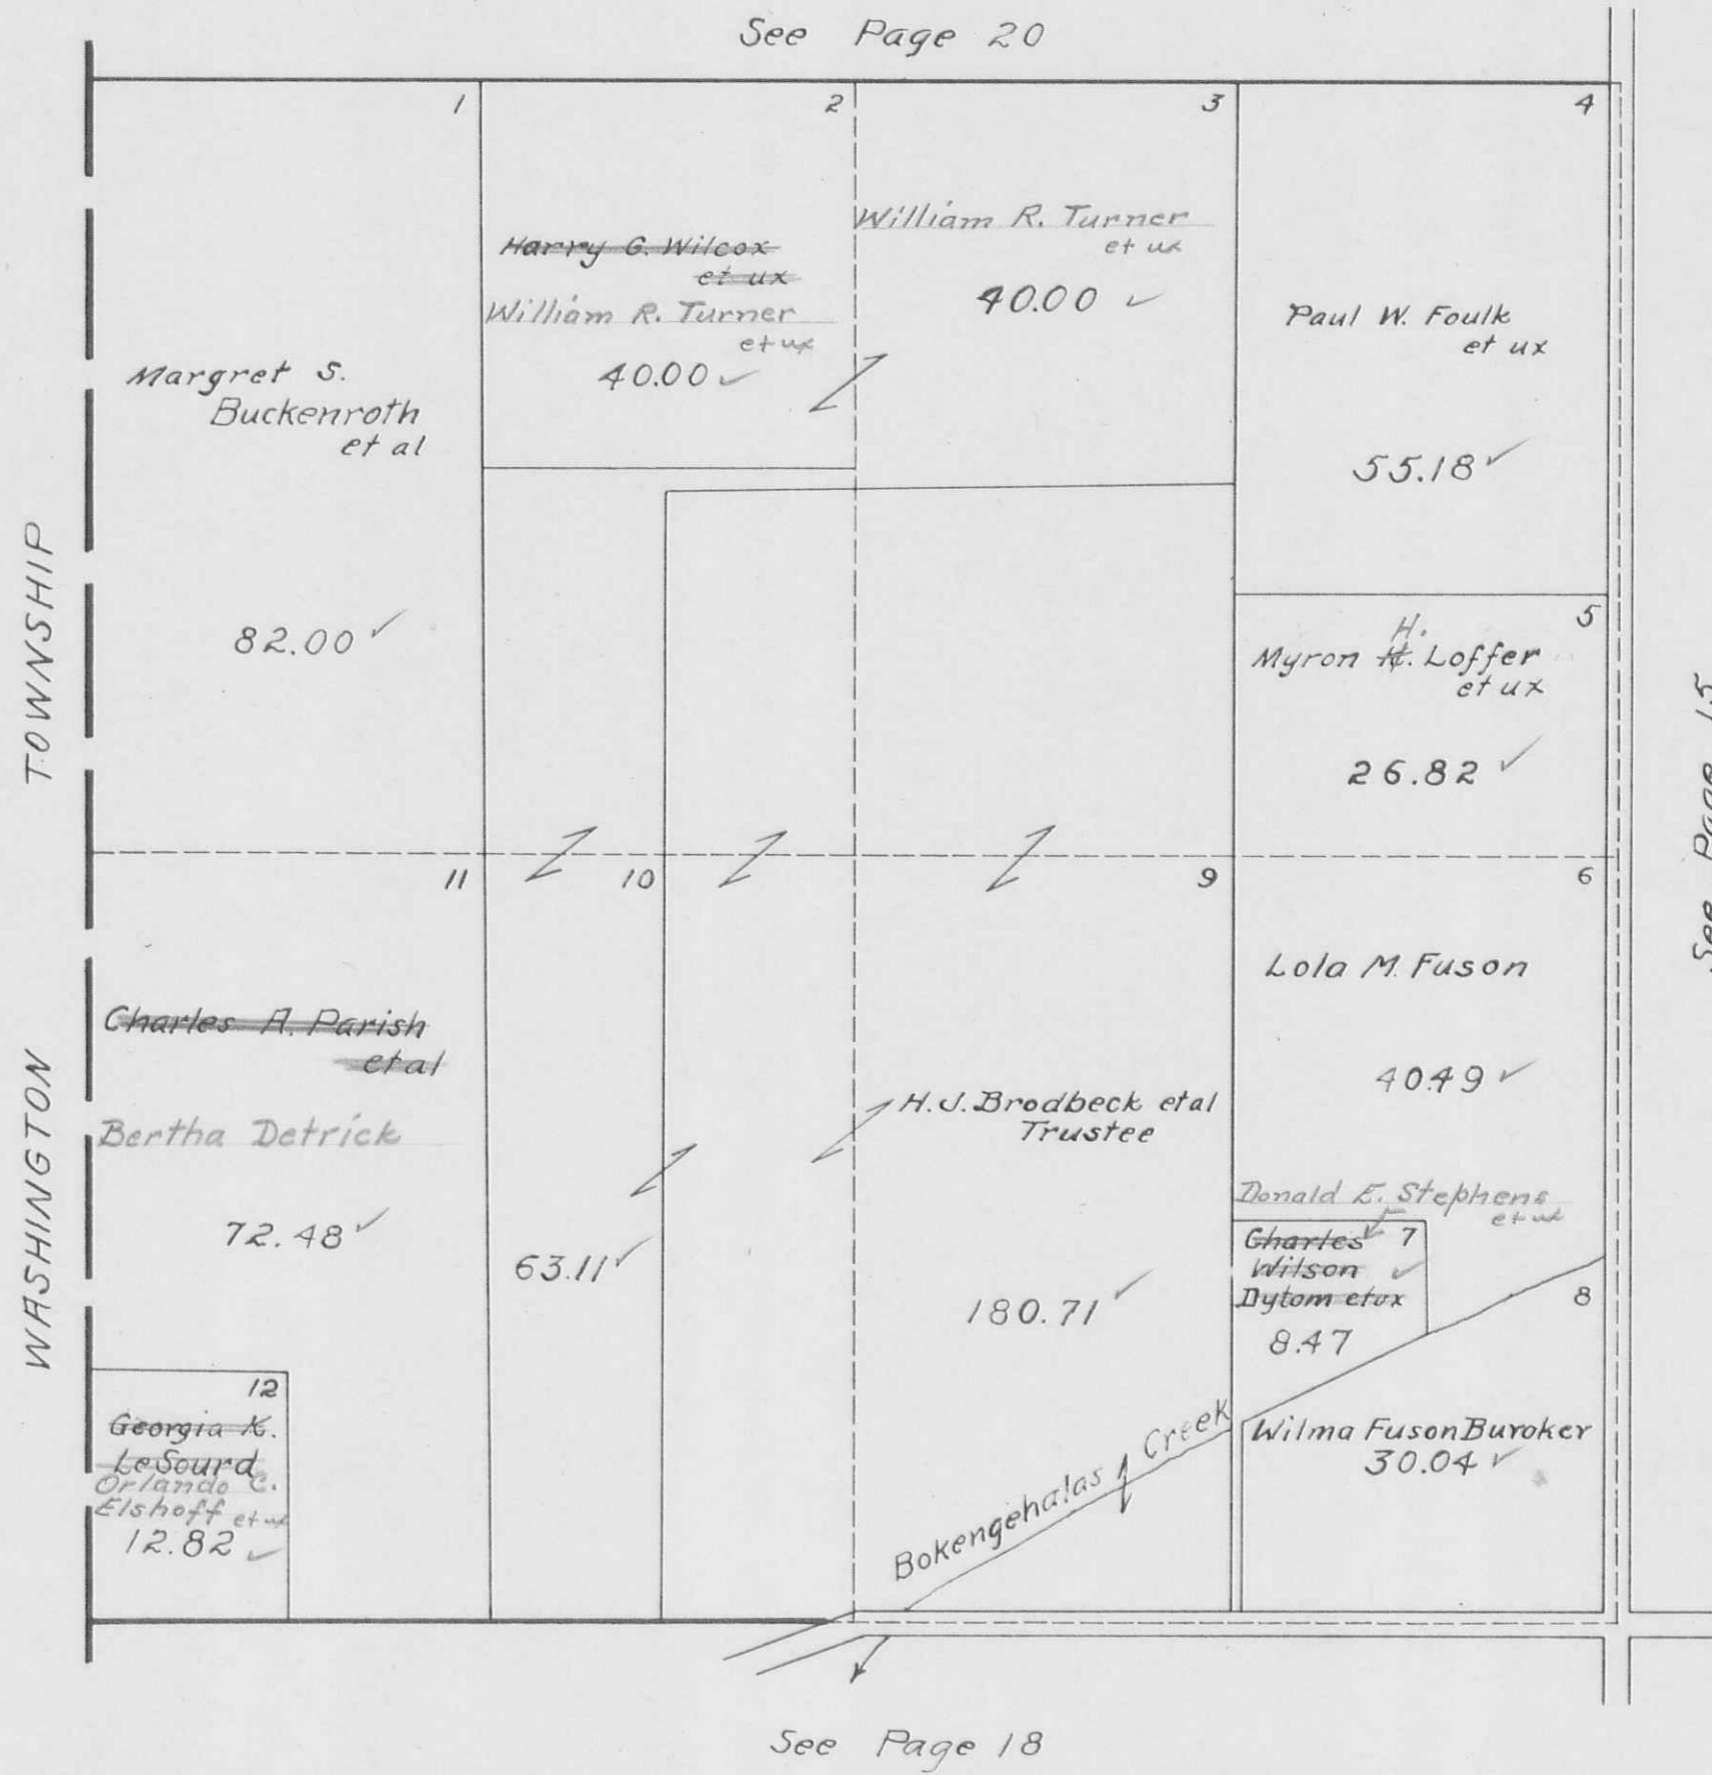 See Page 20
1
2
3
4
Harry G. Wilcox
et ux
William R. Turner
et ux
40.00
William R. Turner
et ux
40.00
Paul W. Foulk
et ux
55.18
Margret S.
Buckenroth
et al
82.00
TOWNSHIP
5
H.
Myron H. Loffer
et ux
26.82
See Page 15
11
10
9
6
Lola M. Fuson
40.49
Charles A. Parish
et al
Bertha Detrick
72.48
WASHINGTON
63.11
H.J. Brodbeck et al
Trustee
180.71
Donald E. Stephens
et ux
Charles 7
Wilson
Dytom et ux
8.47
8
12
Georgia K.
LeSourd
Orlando C.
Elshoff et ux
12.82
Bokengehalas Creek
Wilma Fuson Buroker
30.04
See Page 18